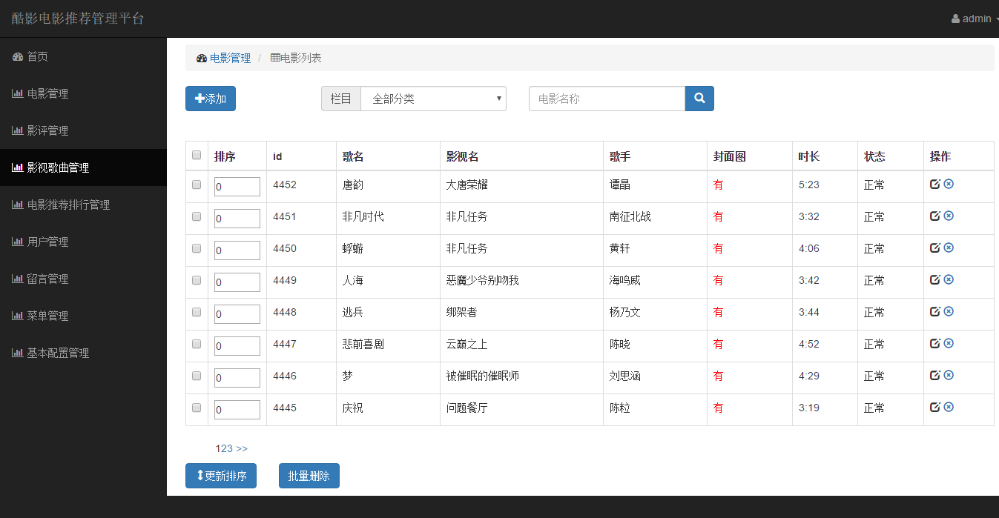 酷影电影推荐管理平台 admin
首页
电影管理
影评管理
影视歌曲管理
电影推荐排行管理
用户管理
留言管理
菜单管理
基本配置管理
电影管理 / 电影列表
添加 栏目 全部分类 电影名称
排序 id 歌名 影视名 歌手 封面图 时长 状态 操作
0 4452 唐韵 大唐荣耀 谭晶 有 5:23 正常
0 4451 非凡时代 非凡任务 南征北战 有 3:32 正常
0 4450 蜉蝣 非凡任务 黄轩 有 4:06 正常
0 4449 人海 恶魔少爷别吻我 海鸣威 有 3:42 正常
0 4448 逃兵 绑架者 杨乃文 有 3:44 正常
0 4447 悲前喜剧 云巅之上 陈晓 有 4:52 正常
0 4446 梦 被催眠的催眠师 刘思涵 有 4:29 正常
0 4445 庆祝 问题餐厅 陈粒 有 3:19 正常
123 >>
更新排序 批量删除